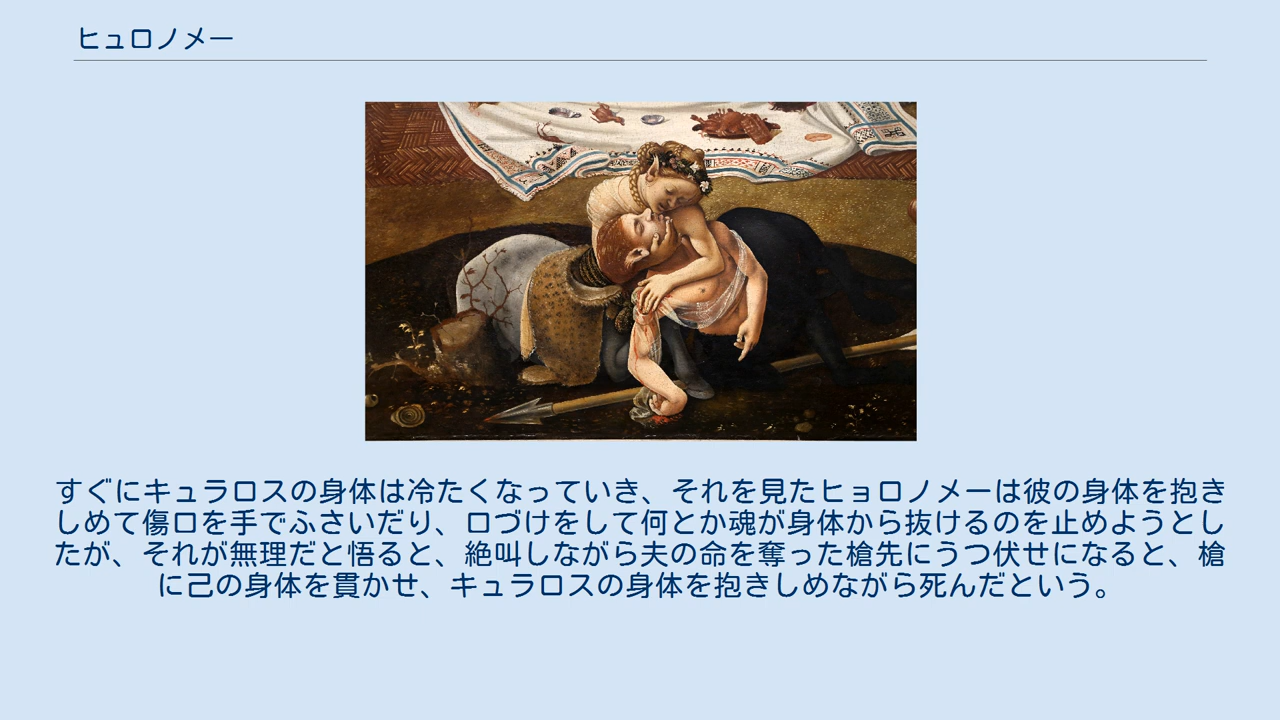 ヒュロノメー
すぐにキュラロスの身体は冷たくなっていき、それを見たヒョロノメーは彼の身体を抱き
しめて傷口を手でふさいだり、口づけをして何とか魂が身体から抜けるのを止めようとし
たが、それが無理だと悟ると、絶叫しながら夫の命を奪った槍先にうつ伏せになると、槍
に己の身体を貫かせ、キュラロスの身体を抱きしめながら死んだという。